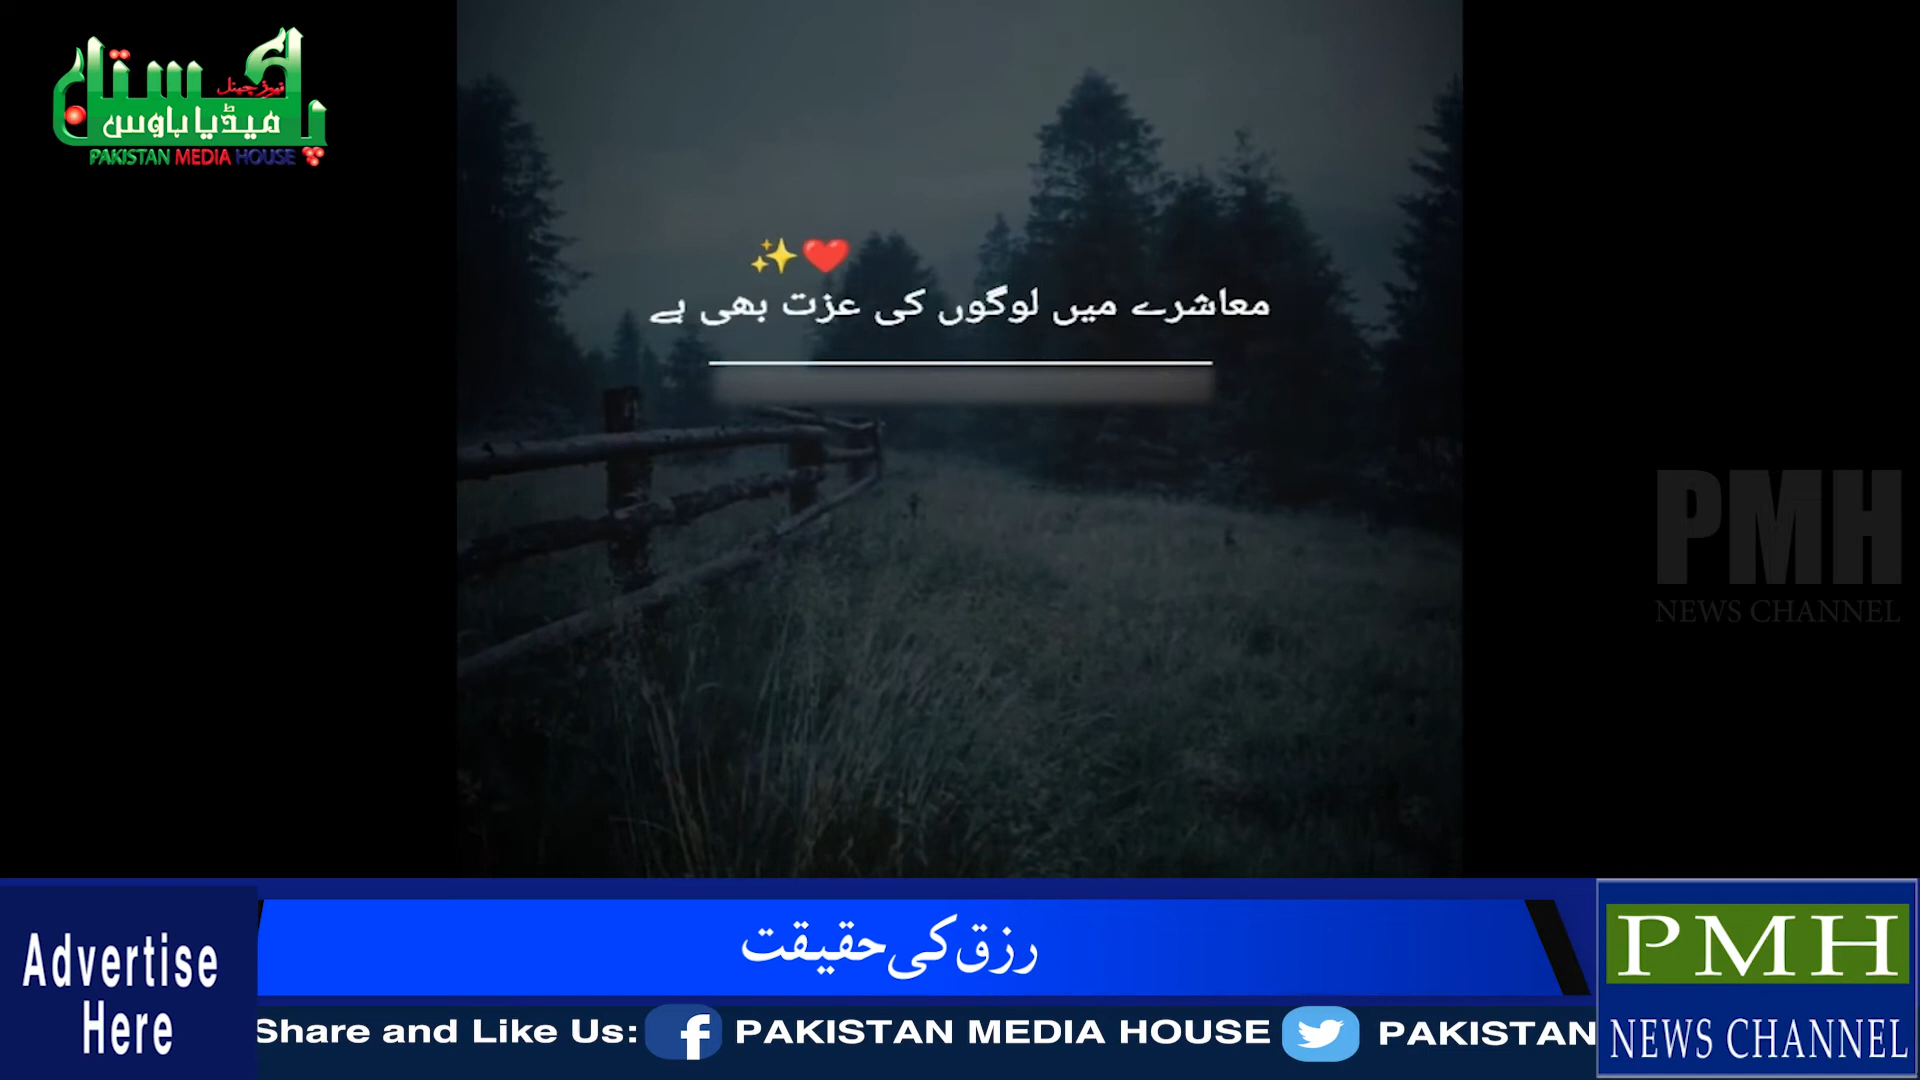 پاکستان
نیوز چینل
میڈیا ہاوس
PAKISTAN MEDIA HOUSE
معاشرے میں لوگوں کی عزت بھی ہے
PMH
NEWS CHANNEL
رزق کی حقیقت
Advertise
Here
Share and Like Us: PAKISTAN MEDIA HOUSE PAKISTAN
PMH
NEWS CHANNEL